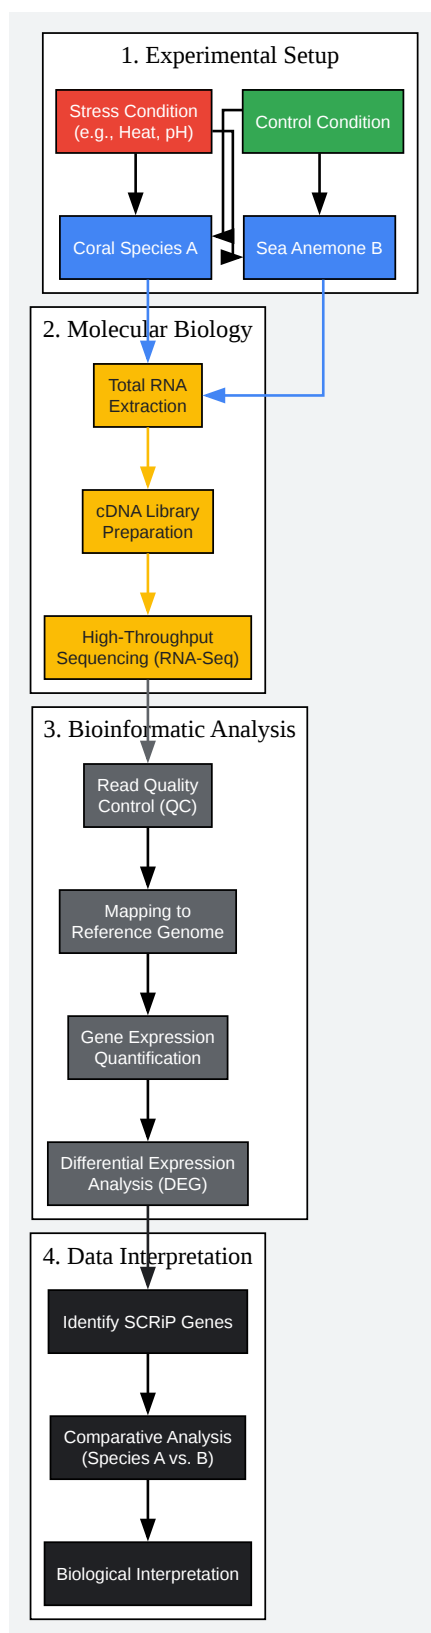 1. Experimental Setup
Stress Condition
(e.g., Heat, pH)
Control Condition
Coral Species A
Sea Anemone B
2. Molecular Biology
Total RNA
Extraction
cDNA Library
Preparation
High-Throughput
Sequencing (RNA-Seq)
3. Bioinformatic Analysis
Read Quality
Control (QC)
Mapping to
Reference Genome
Gene Expression
Quantification
Differential Expression
Analysis (DEG)
4. Data Interpretation
Identify SCRiP Genes
Comparative Analysis
(Species A vs. B)
Biological Interpretation